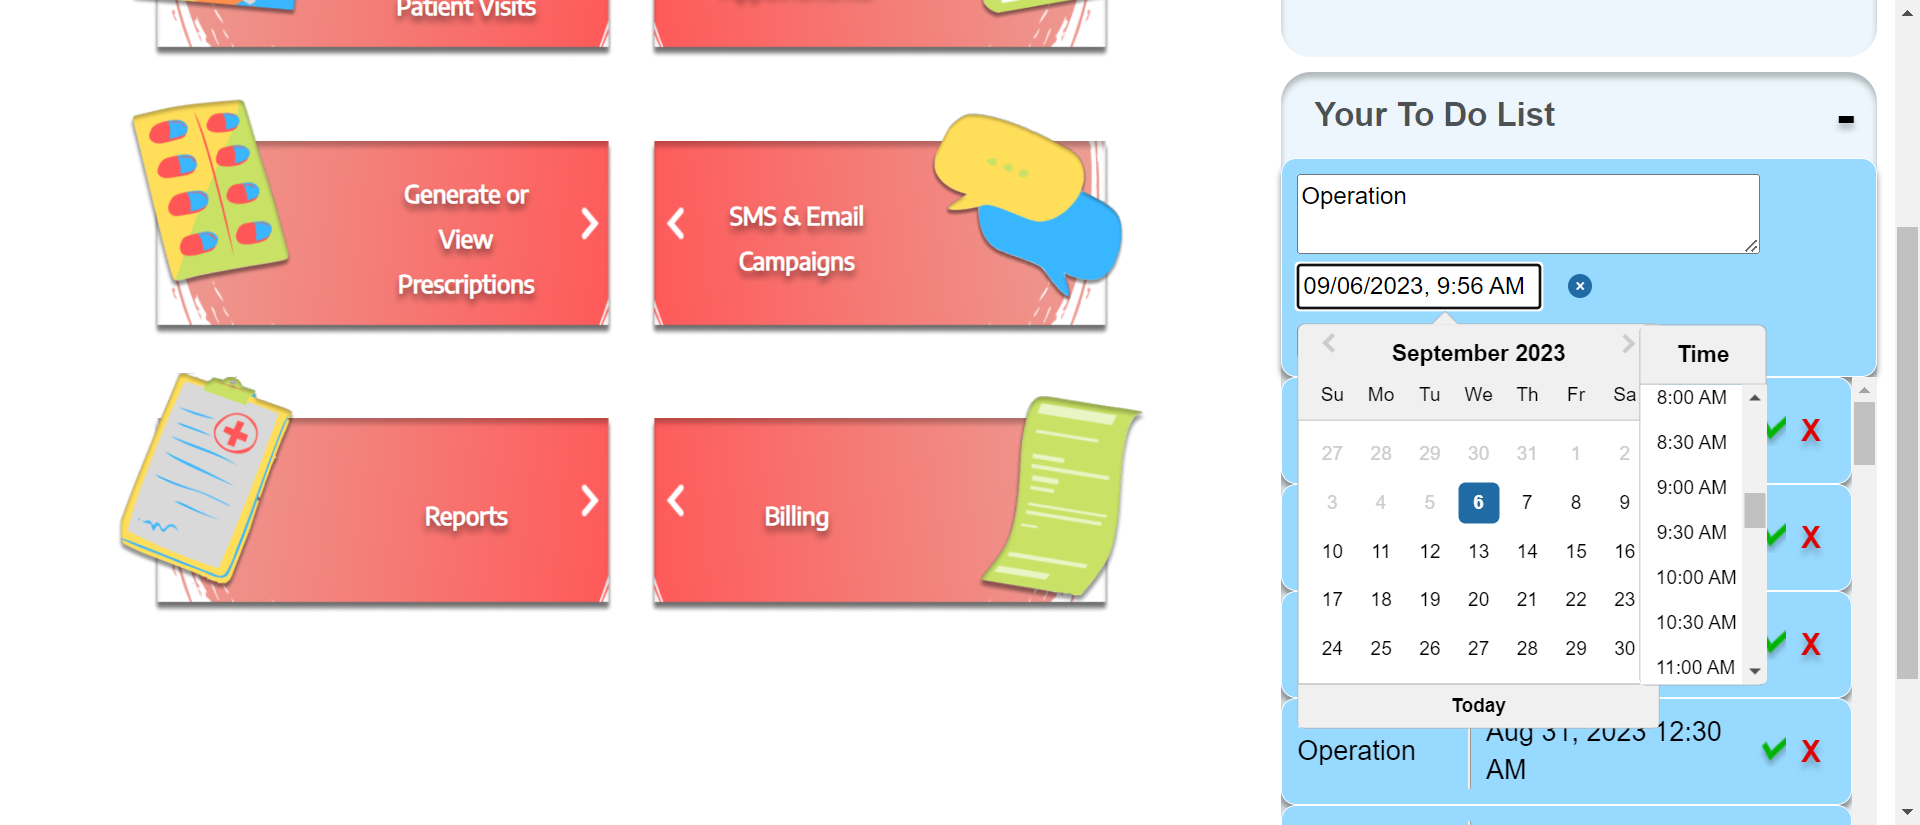 Patient Visits
Generate or
View
Prescriptions
SMS & Email
Campaigns
Reports
Billing
Your To Do List
-
Operation
09/06/2023, 9:56 AM
September 2023
Su Mo Tu We Th Fr Sa
27 28 29 30 31 1 2
3 4 5 6 7 8 9
10 11 12 13 14 15 16
17 18 19 20 21 22 23
24 25 26 27 28 29 30
Today
Time
8:00 AM
8:30 AM
9:00 AM
9:30 AM
10:00 AM
10:30 AM
11:00 AM
X
X
X
Operation
Aug 31, 2023 12:30
AM
X